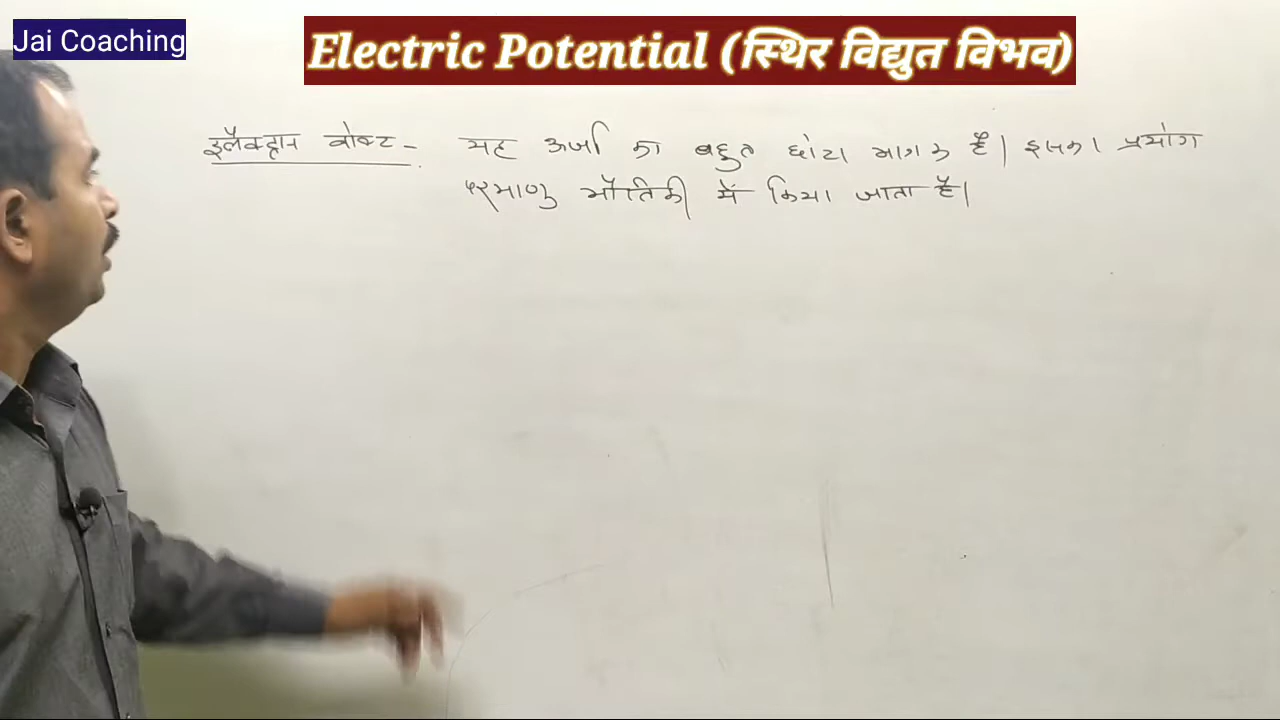 Jai Coaching
Electric Potential (स्थिर विद्युत विभव)
इलैक्ट्रान वोल्ट - यह ऊर्जा का बहुत छोटा मात्रक है। इसका प्रयोग
परमाणु भौतिकी में किया जाता है।